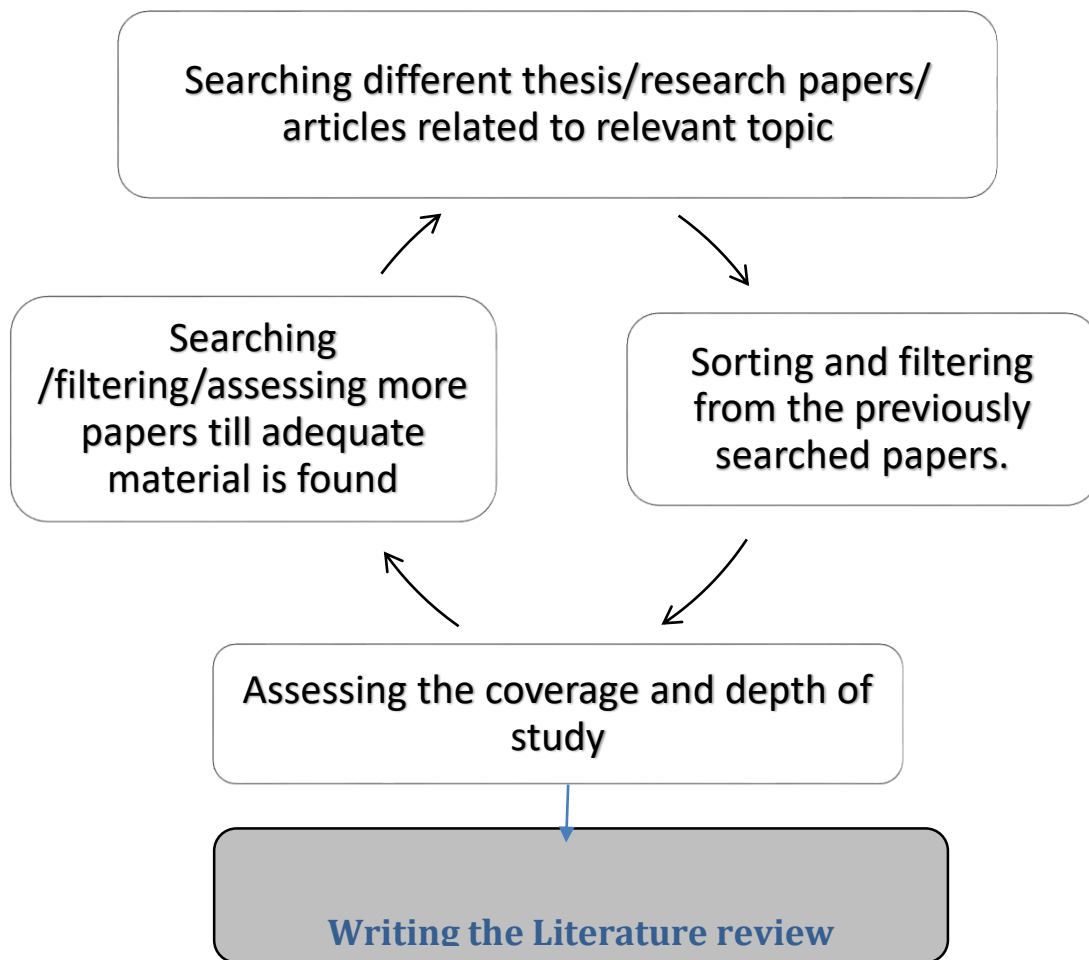 Searching different thesis/research papers/
articles related to relevant topic
Searching
/filtering/assessing more
papers till adequate
material is found
Sorting and filtering
from the previously
searched papers.
Assessing the coverage and depth of
study
Writing the Literature review